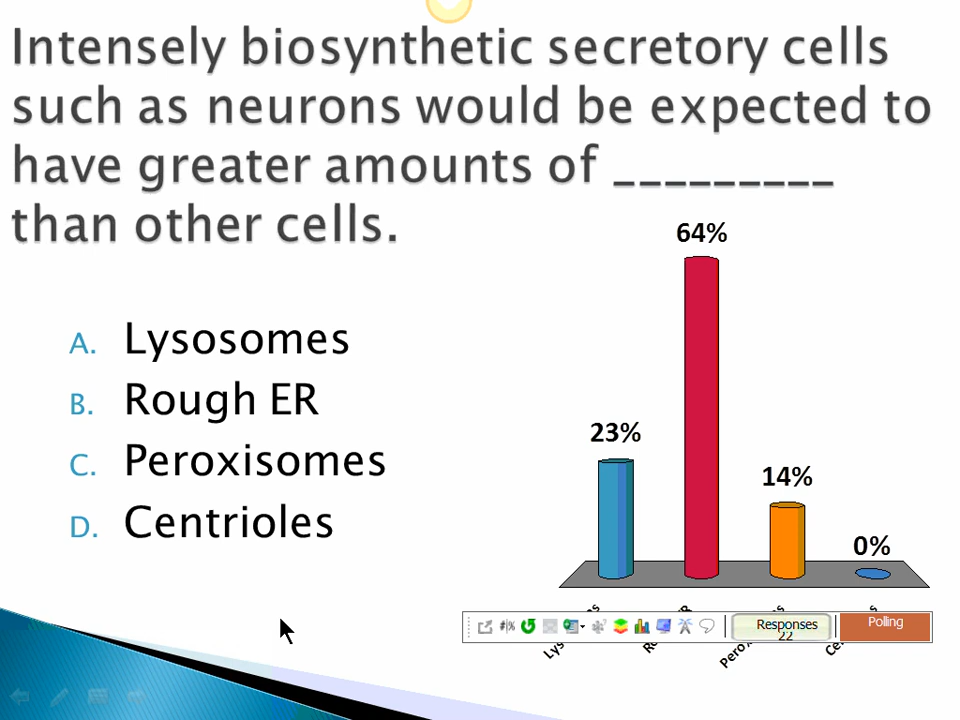 Intensely biosynthetic secretory cells
such as neurons would be expected to
have greater amounts of _________
than other cells.
64%
A. Lysosomes
B. Rough ER
C. Peroxisomes
D. Centrioles
23%
14%
0%
Responses
22
Polling